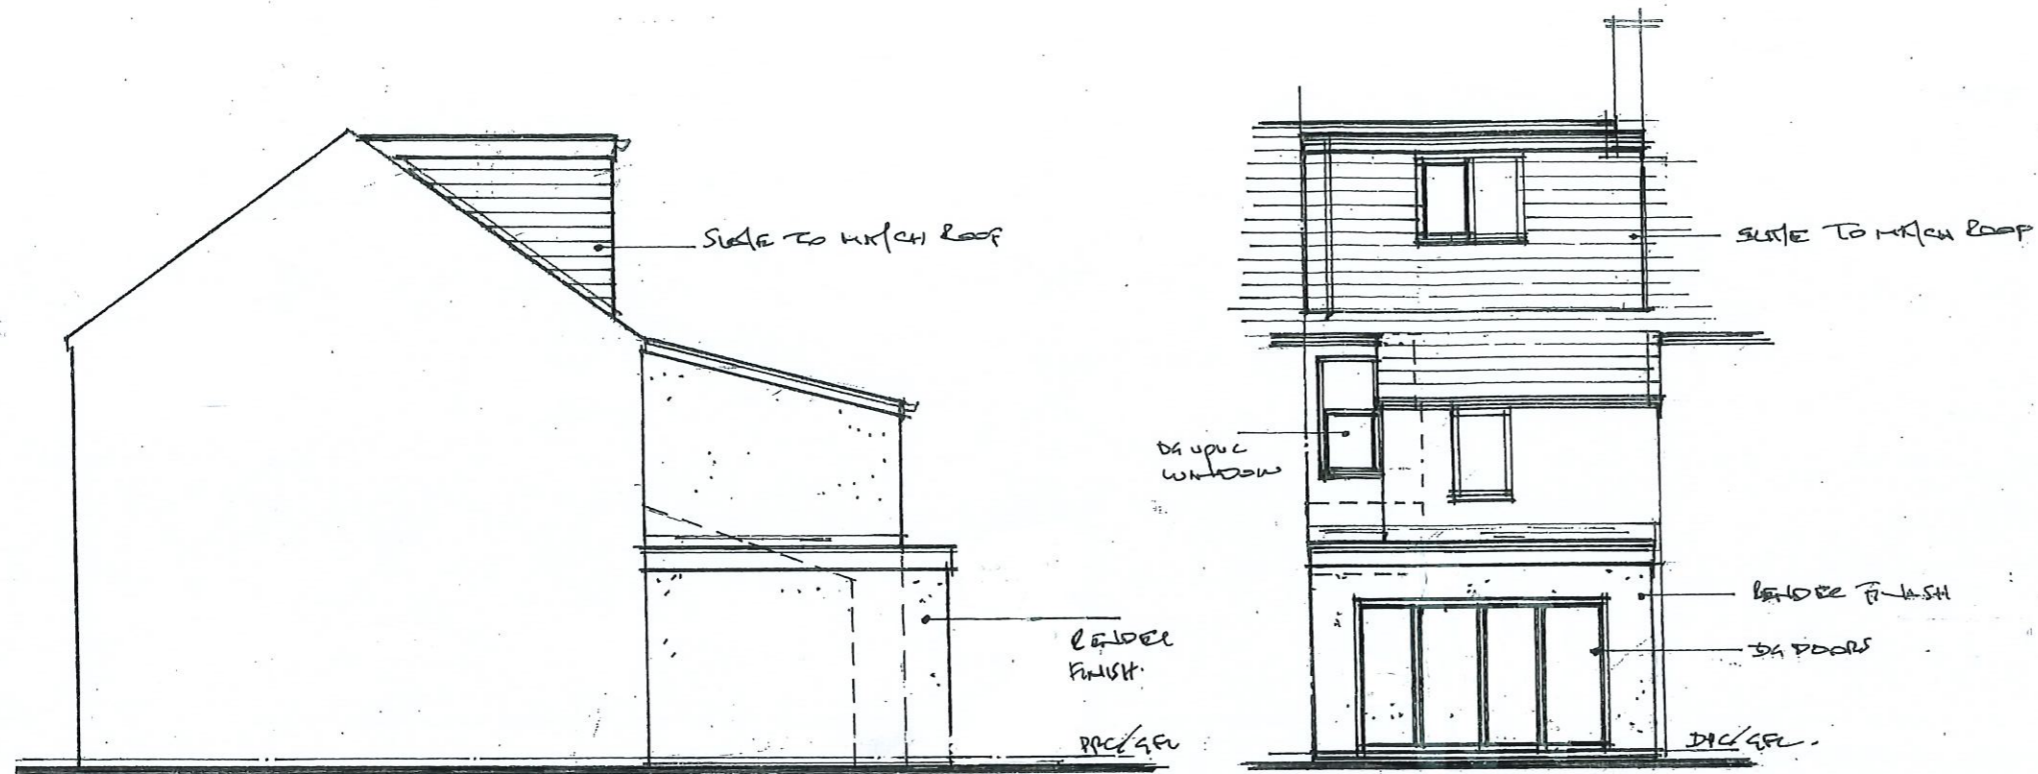 SLATE TO MATCH ROOF
RENDER
FINISH.
DPC/GFL
SLATE TO MATCH ROOF
DG UPVC
WINDOW
RENDER FINISH
DG DOORS
DPC/GFL.